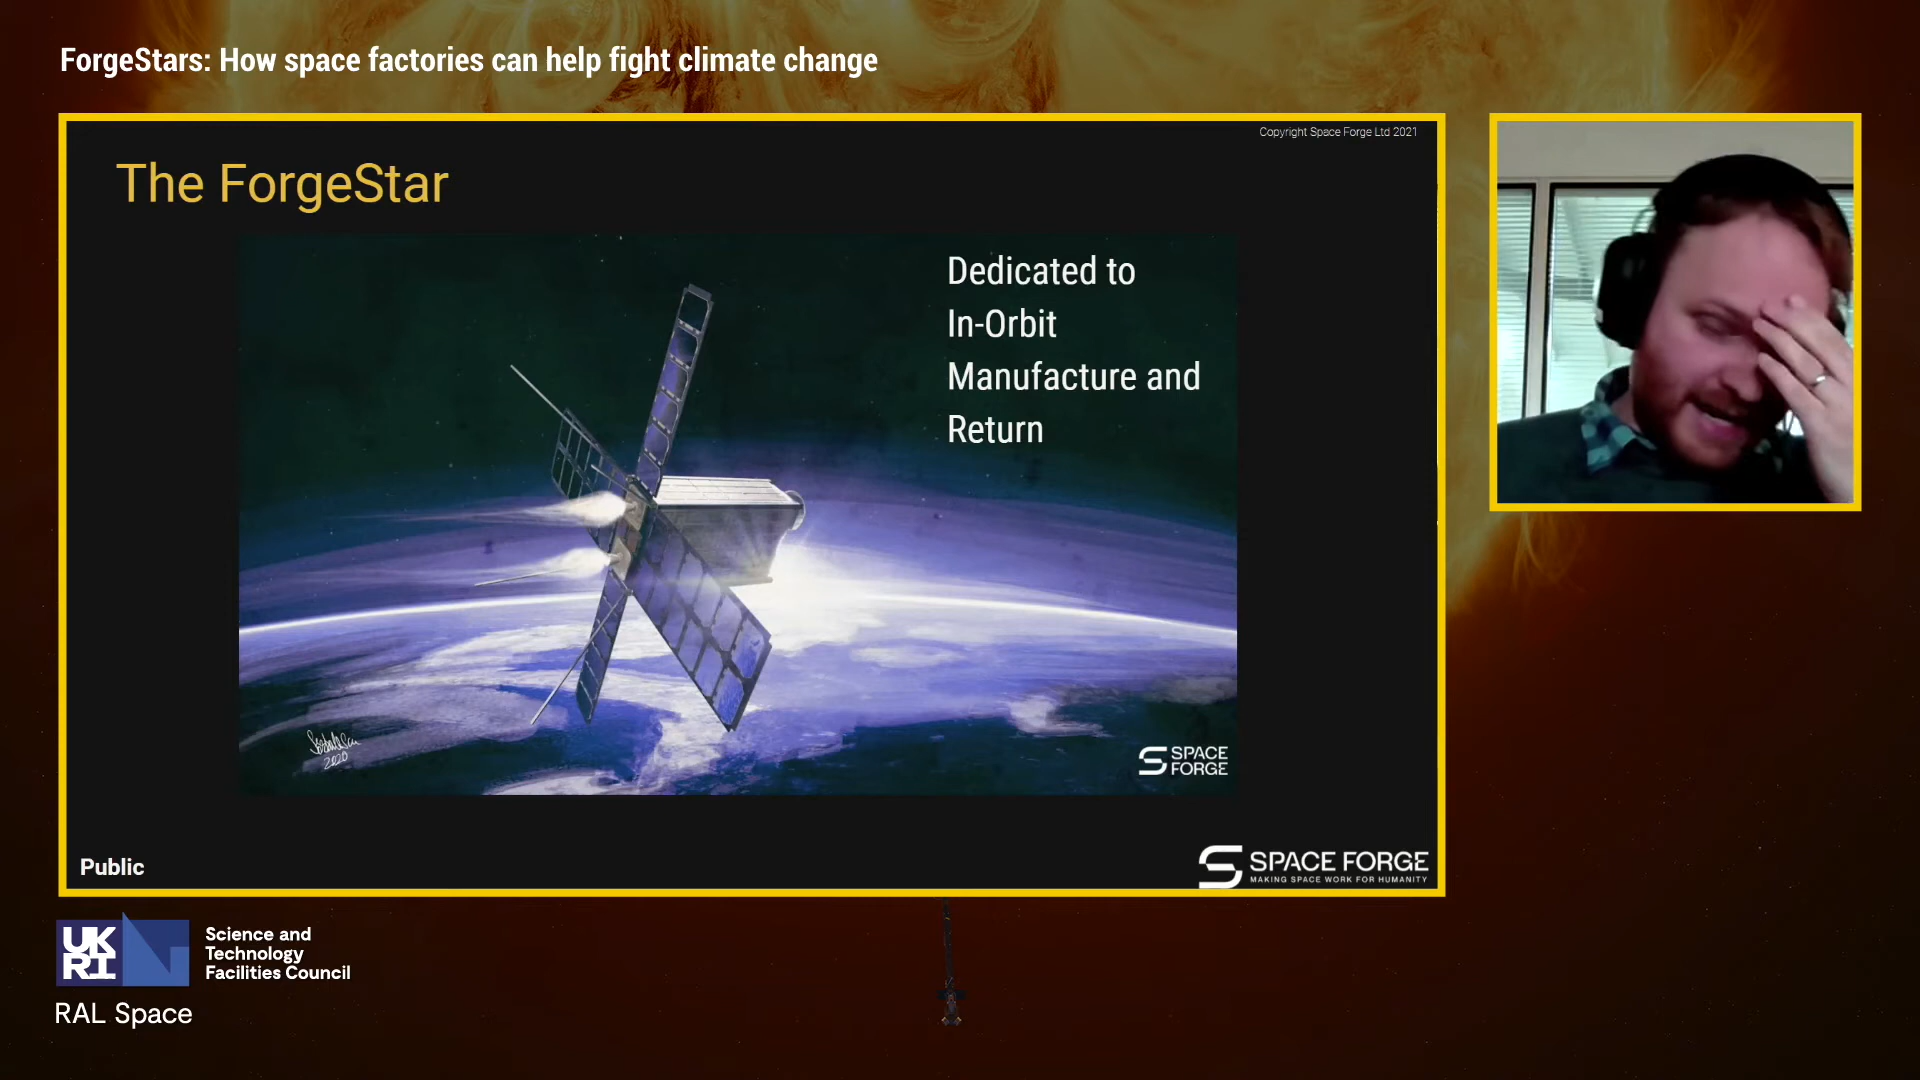 ForgeStars: How space factories can help fight climate change
Copyright Space Forge Ltd 2021
The ForgeStar
Dedicated to
In-Orbit
Manufacture and
Return
2020
SPACE
FORGE
Public
SPACE FORGE
MAKING SPACE WORK FOR HUMANITY
UK
RI
Science and
Technology
Facilities Council
RAL Space